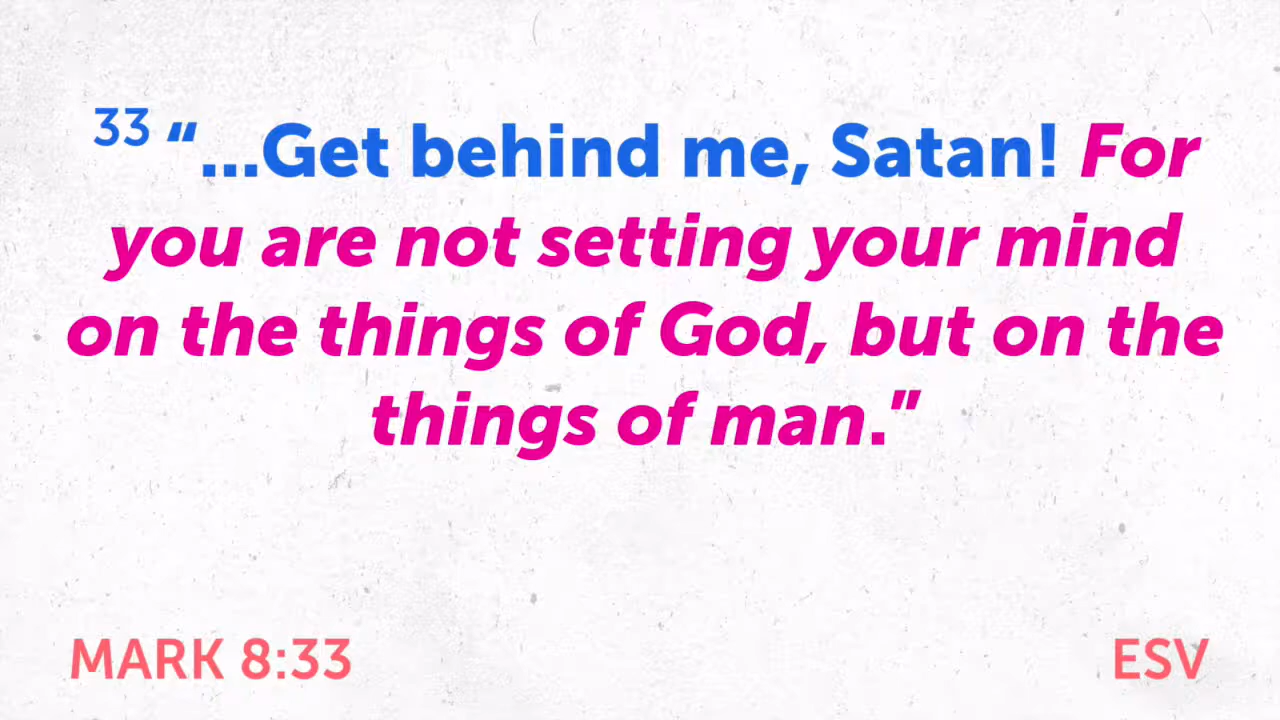 33 “...Get behind me, Satan! For
you are not setting your mind
on the things of God, but on the
things of man.”
MARK 8:33
ESV